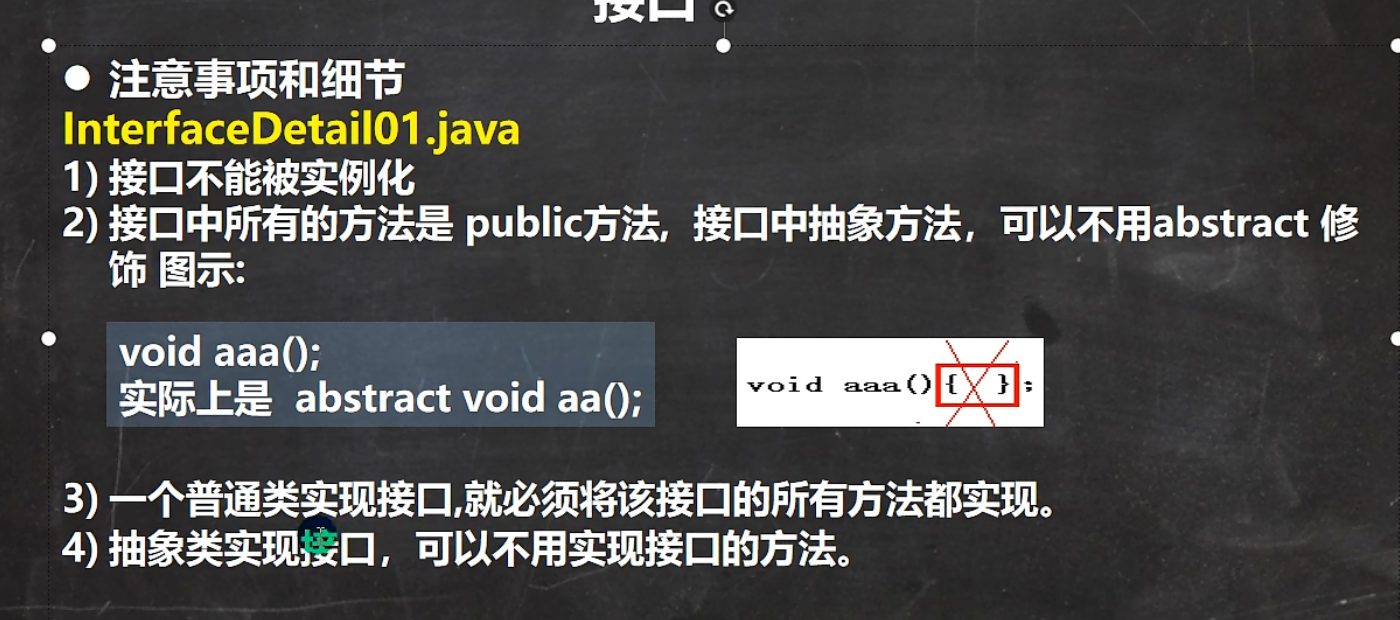 接口
● 注意事项和细节
InterfaceDetail01.java
1) 接口不能被实例化
2) 接口中所有的方法是 public方法, 接口中抽象方法，可以不用abstract 修
饰 图示:
void aaa();
实际上是 abstract void aa();
void aaa(){ };
3) 一个普通类实现接口,就必须将该接口的所有方法都实现。
4) 抽象类实现接口，可以不用实现接口的方法。